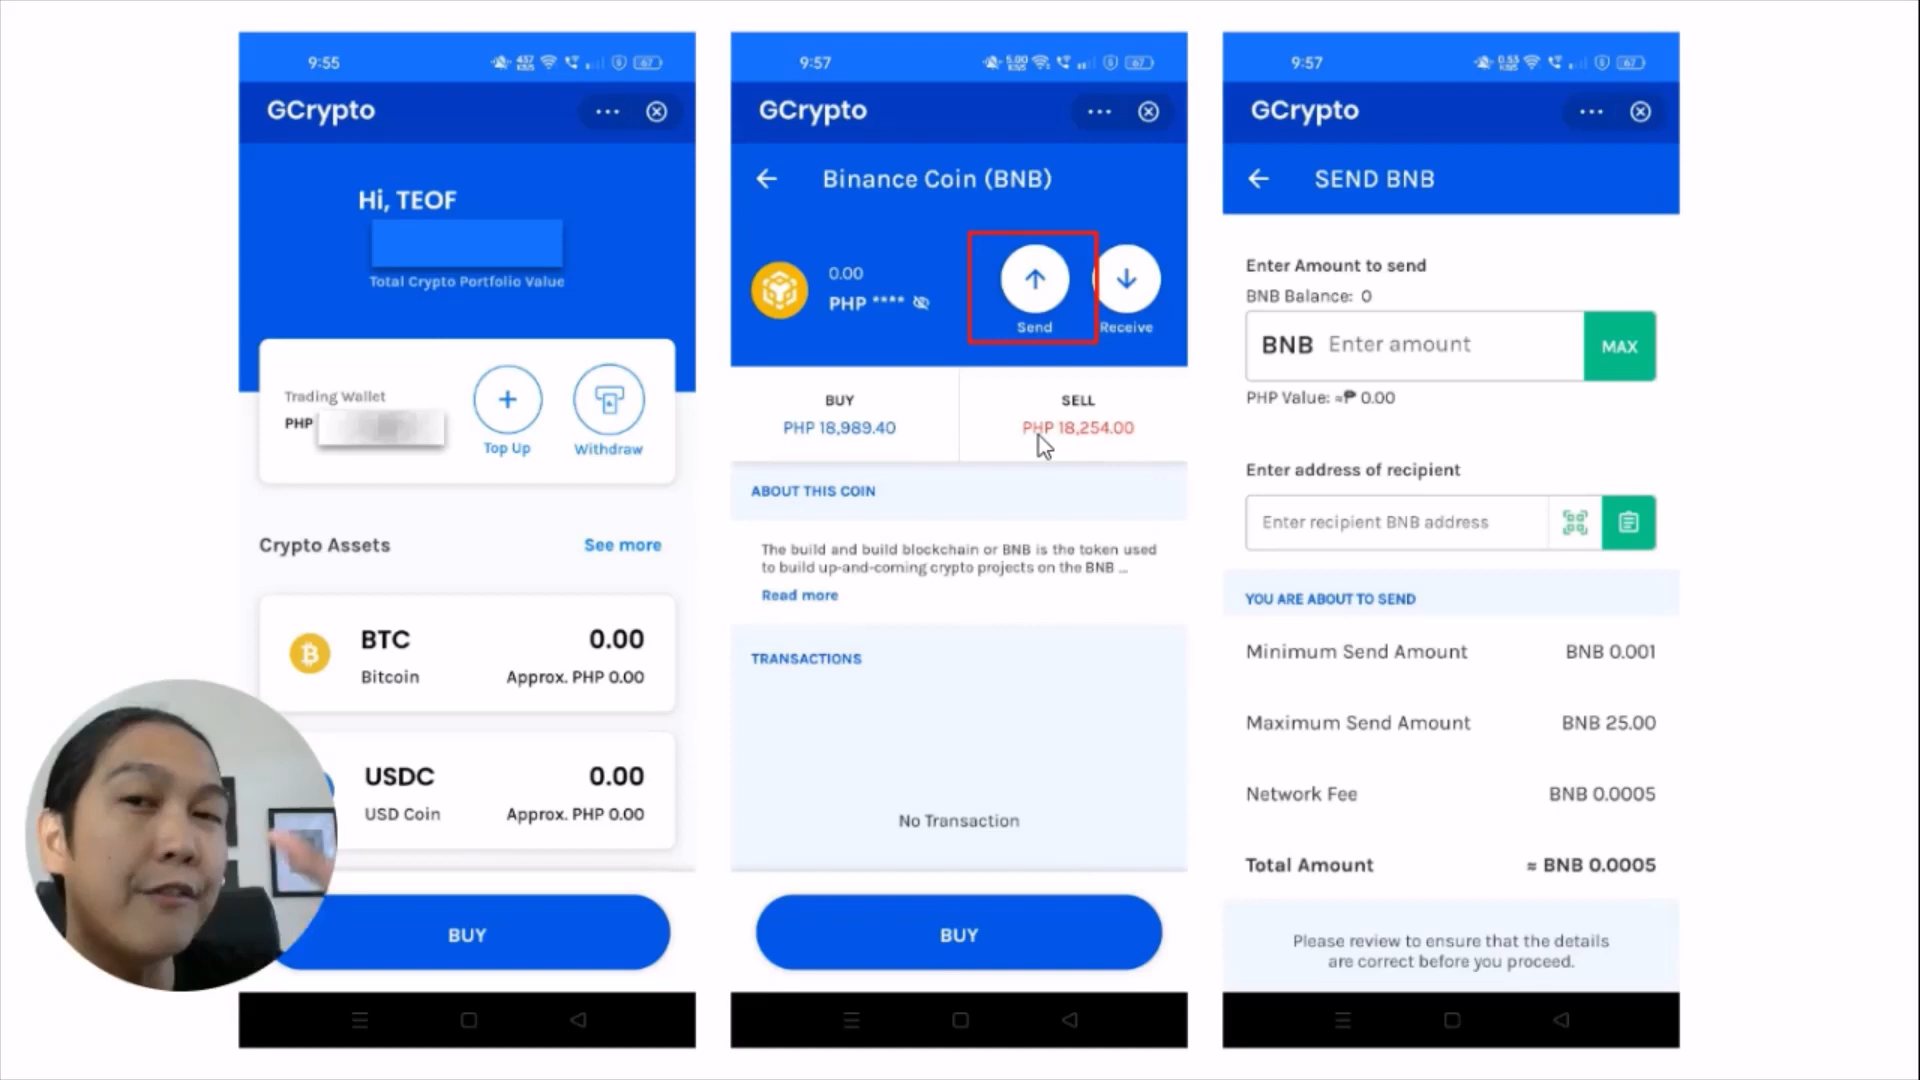 9:55
GCrypto
Hi, TEOF
Total Crypto Portfolio Value
Trading Wallet
PHP
Top Up
Withdraw
Crypto Assets
See more
BTC
0.00
Bitcoin
Approx. PHP 0.00
USDC
0.00
USD Coin
Approx. PHP 0.00
BUY
9:57
GCrypto
Binance Coin (BNB)
0.00
PHP ****
Send
Receive
BUY
SELL
PHP 18,989.40
PHP 18,254.00
ABOUT THIS COIN
The build and build blockchain or BNB is the token used
to build up-and-coming crypto projects on the BNB ...
Read more
TRANSACTIONS
No Transaction
BUY
9:57
GCrypto
SEND BNB
Enter Amount to send
BNB Balance: 0
BNB Enter amount
MAX
PHP Value: ≈₱ 0.00
Enter address of recipient
Enter recipient BNB address
YOU ARE ABOUT TO SEND
Minimum Send Amount
BNB 0.001
Maximum Send Amount
BNB 25.00
Network Fee
BNB 0.0005
Total Amount
≈ BNB 0.0005
Please review to ensure that the details
are correct before you proceed.